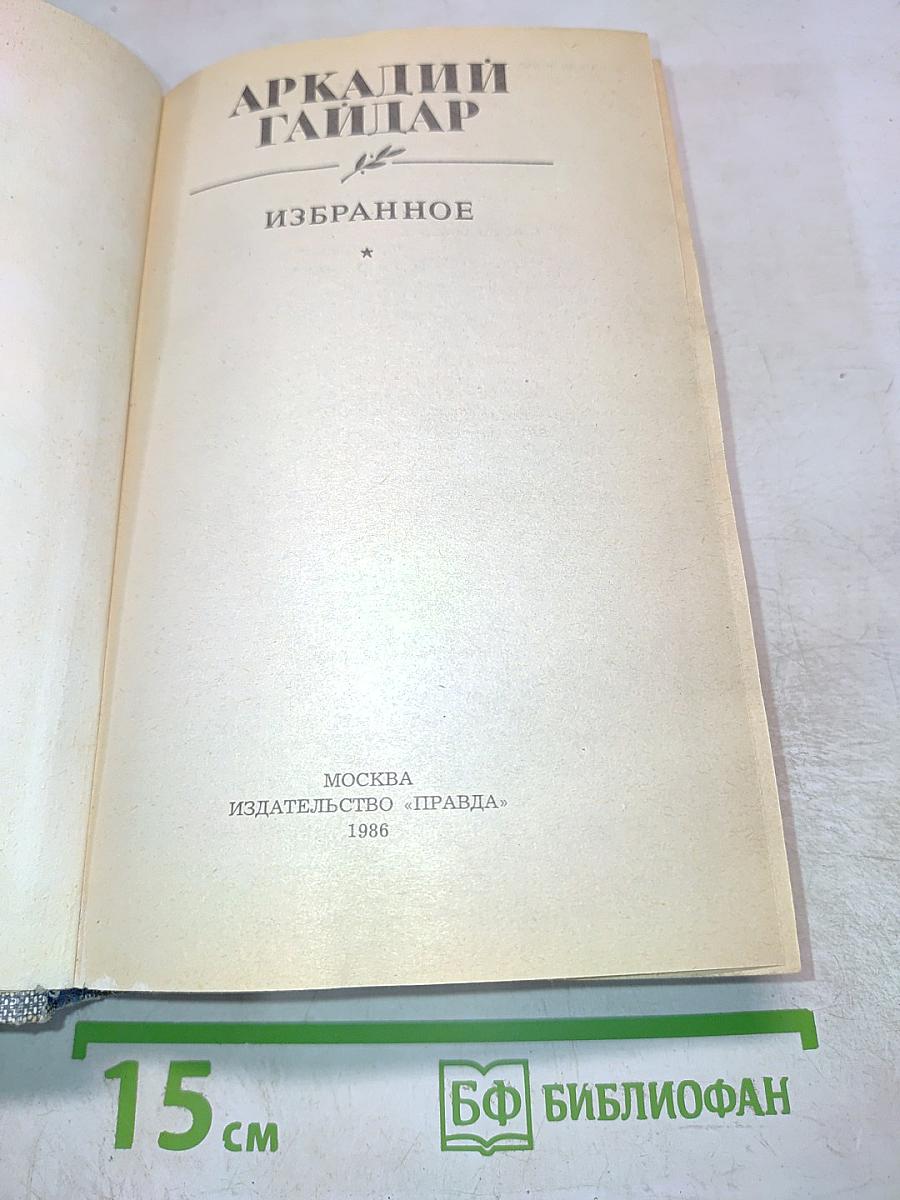 АРКАДИЙ
ГАЙДАР
ИЗБРАННОЕ
МОСКВА
ИЗДАТЕЛЬСТВО «ПРАВДА»
1986
15 см
БФ БИБЛИОФАН